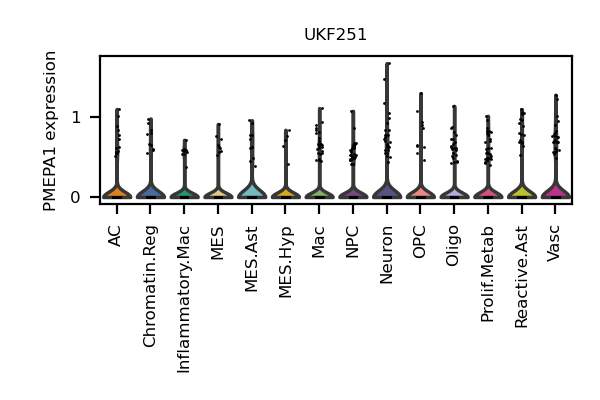 UKF251
PMEPA1 expression
1
0
AC
Chromatin.Reg
Inflammatory.Mac
MES
MES.Ast
MES.Hyp
Mac
NPC
Neuron
OPC
Oligo
Prolif.Metab
Reactive.Ast
Vasc